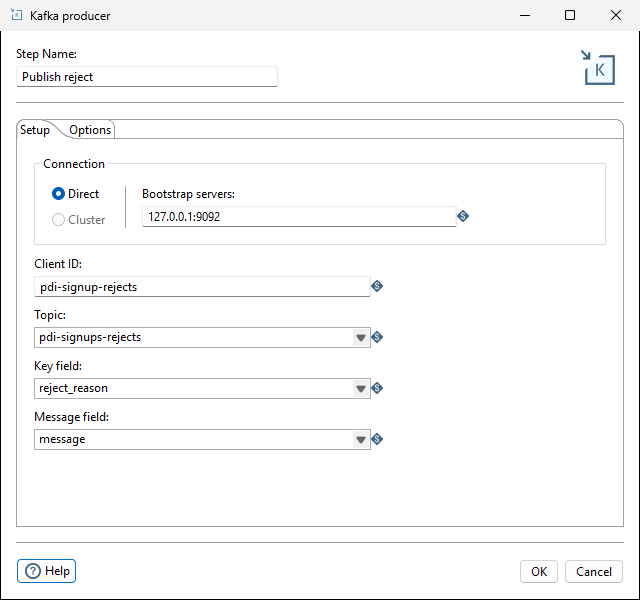 Kafka producer
Step Name:
Publish reject
K
Setup
Options
Connection
Direct
Bootstrap servers:
127.0.0.1:9092
Cluster
Client ID:
pdi-signup-rejects
Topic:
pdi-signups-rejects
Key field:
reject_reason
Message field:
message
Help
OK
Cancel